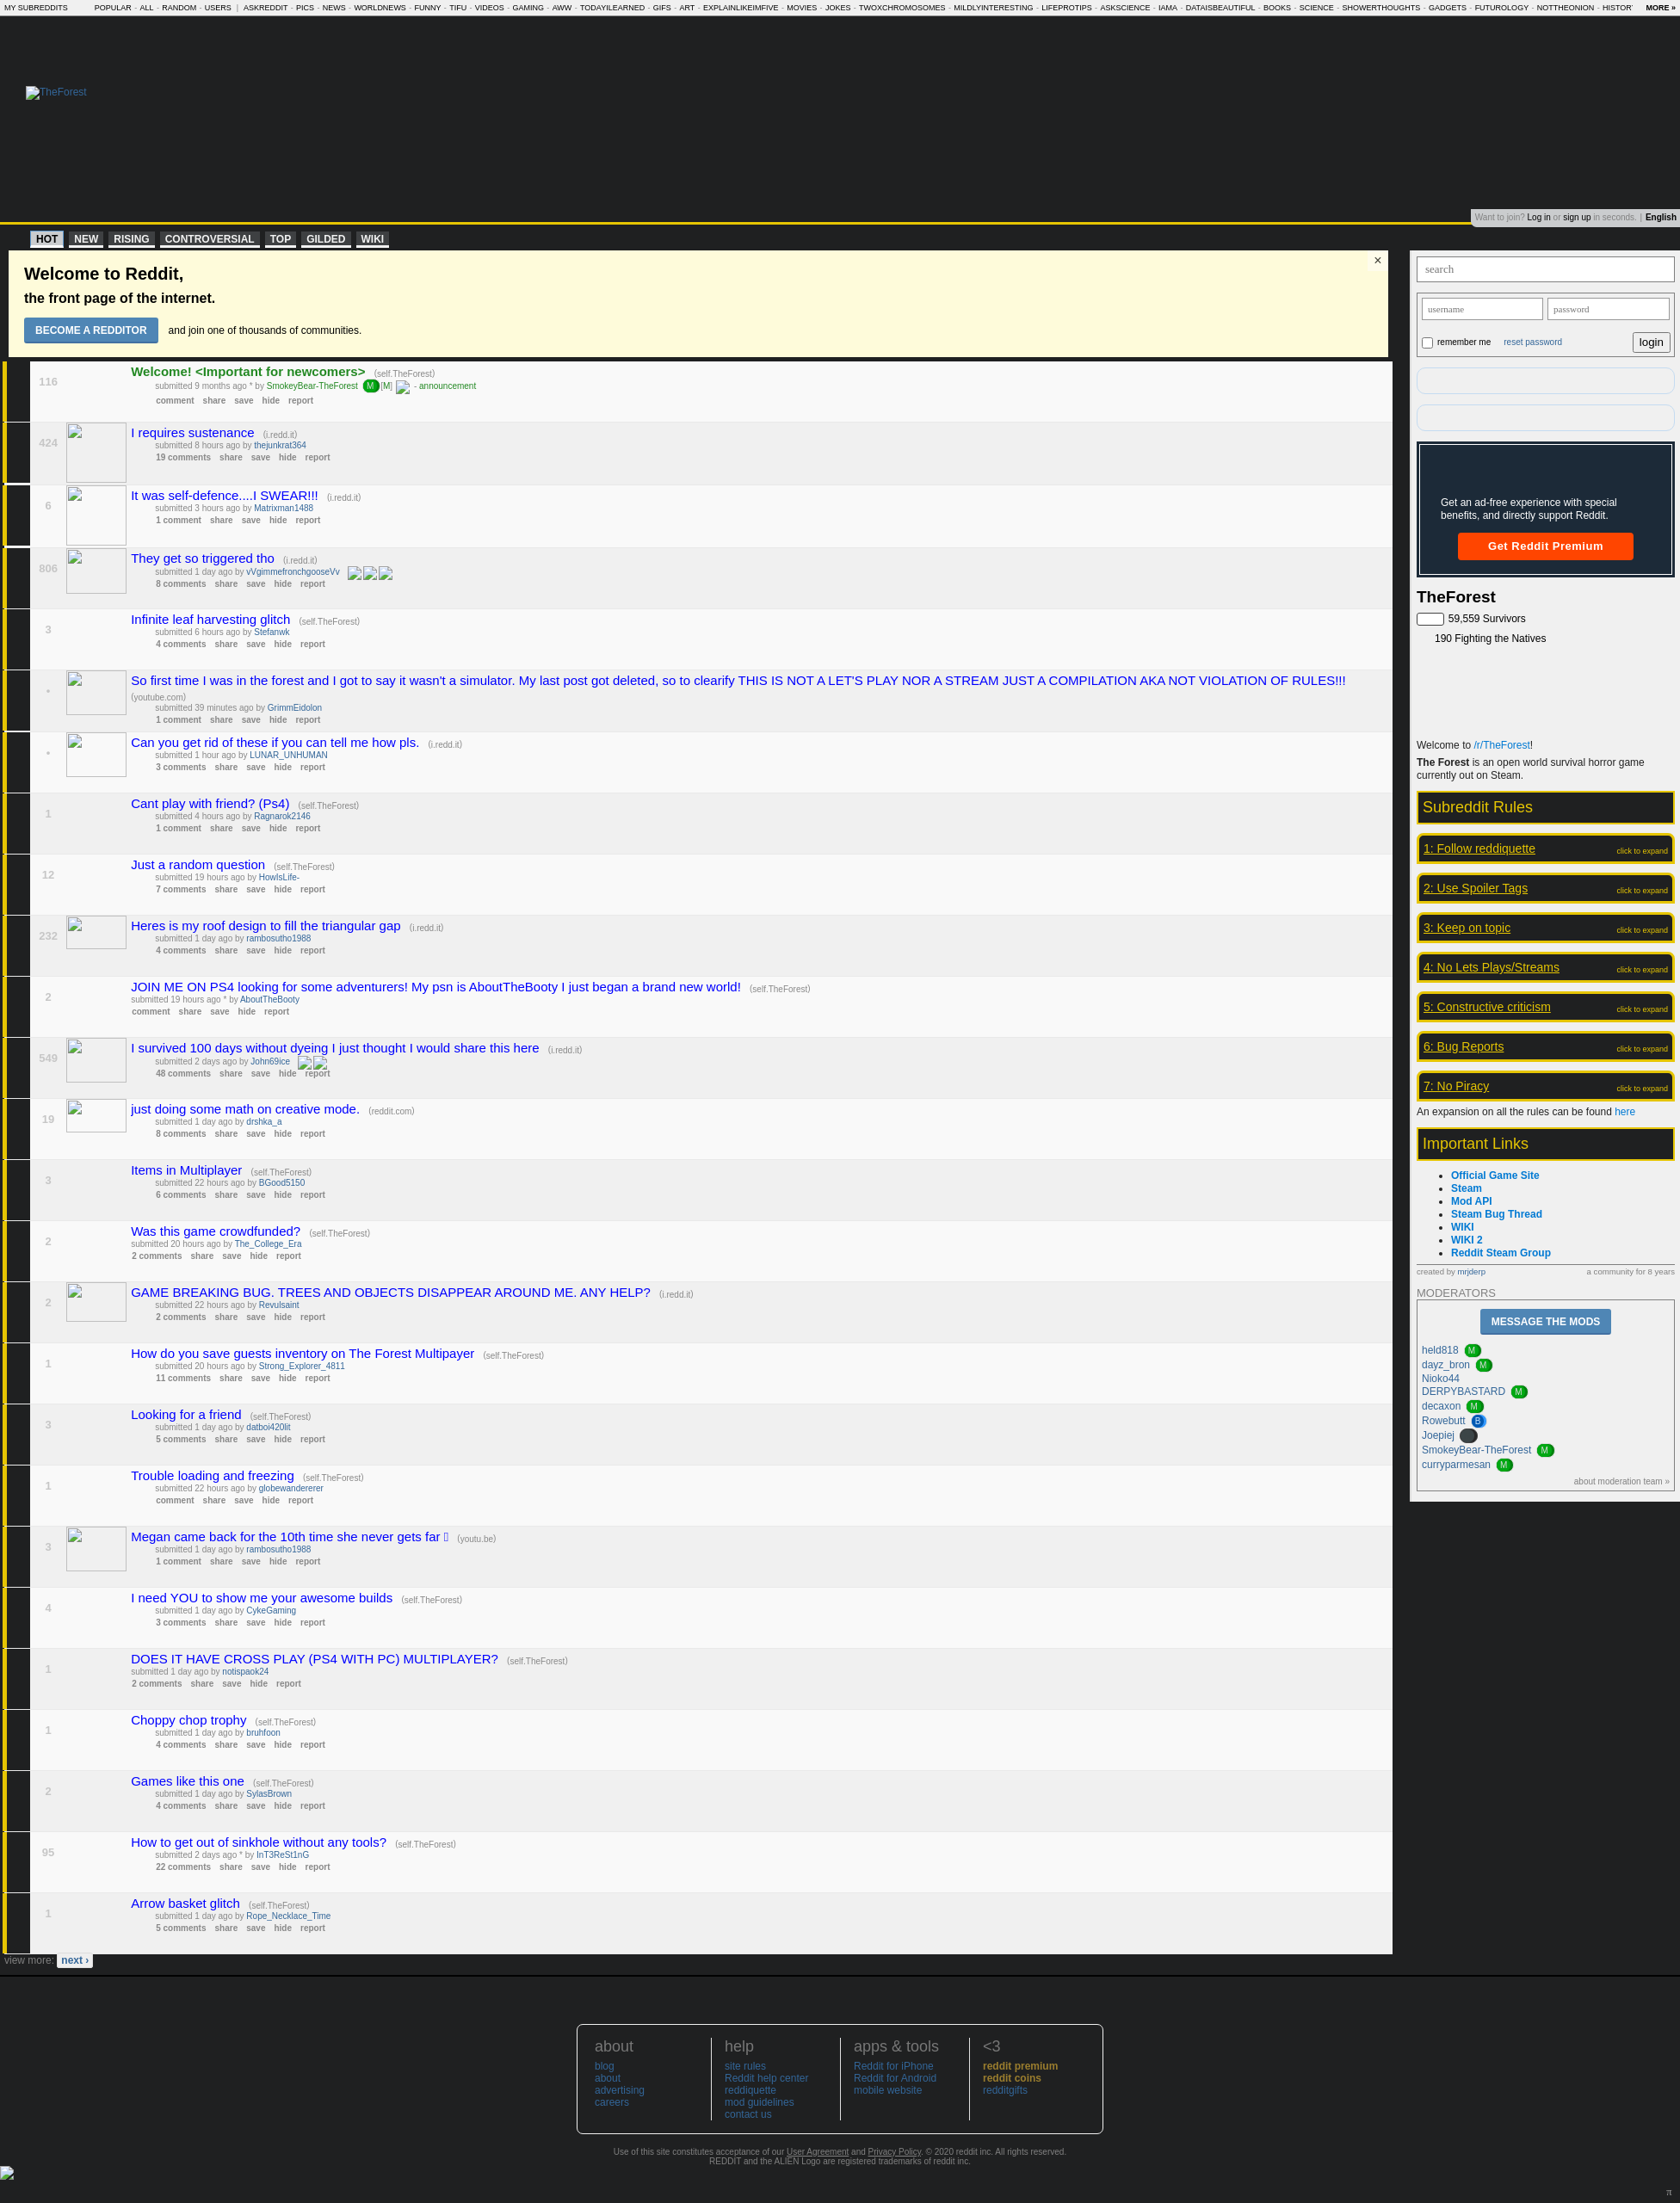 MY SUBREDDITS POPULAR - ALL - RANDOM - USERS | ASKREDDIT - PICS - NEWS - WORLDNEWS - FUNNY - TIFU - VIDEOS - GAMING - AWW - TODAYILEARNED - GIFS - ART - EXPLAINLIKEIMFIVE - MOVIES - JOKES - TWOXCHROMOSOMES - MILDLYINTERESTING - LIFEPROTIPS - ASKSCIENCE - IAMA - DATAISBEAUTIFUL - BOOKS - SCIENCE - SHOWERTHOUGHTS - GADGETS - FUTUROLOGY - NOTTHEONION - HISTOR MORE »
TheForest
Want to join? Log in or sign up in seconds. | English
HOT NEW RISING CONTROVERSIAL TOP GILDED WIKI
Welcome to Reddit,
×
the front page of the internet.
BECOME A REDDITOR and join one of thousands of communities.
116
Welcome! <Important for newcomers> (self.TheForest)
submitted 9 months ago * by SmokeyBear-TheForest M [M] - announcement
comment share save hide report
424
I requires sustenance (i.redd.it)
submitted 8 hours ago by thejunkrat364
19 comments share save hide report
6
It was self-defence....I SWEAR!!! (i.redd.it)
submitted 3 hours ago by Matrixman1488
1 comment share save hide report
806
They get so triggered tho (i.redd.it)
submitted 1 day ago by vVgimmefronchgooseVv
8 comments share save hide report
3
Infinite leaf harvesting glitch (self.TheForest)
submitted 6 hours ago by Stefanwk
4 comments share save hide report
•
So first time I was in the forest and I got to say it wasn't a simulator. My last post got deleted, so to clearify THIS IS NOT A LET'S PLAY NOR A STREAM JUST A COMPILATION AKA NOT VIOLATION OF RULES!!!
(youtube.com)
submitted 39 minutes ago by GrimmEidolon
1 comment share save hide report
•
Can you get rid of these if you can tell me how pls. (i.redd.it)
submitted 1 hour ago by LUNAR_UNHUMAN
3 comments share save hide report
1
Cant play with friend? (Ps4) (self.TheForest)
submitted 4 hours ago by Ragnarok2146
1 comment share save hide report
12
Just a random question (self.TheForest)
submitted 19 hours ago by HowIsLife-
7 comments share save hide report
232
Heres is my roof design to fill the triangular gap (i.redd.it)
submitted 1 day ago by rambosutho1988
4 comments share save hide report
2
JOIN ME ON PS4 looking for some adventurers! My psn is AboutTheBooty I just began a brand new world! (self.TheForest)
submitted 19 hours ago * by AboutTheBooty
comment share save hide report
549
I survived 100 days without dyeing I just thought I would share this here (i.redd.it)
submitted 2 days ago by John69ice
48 comments share save hide report
19
just doing some math on creative mode. (reddit.com)
submitted 1 day ago by drshka_a
8 comments share save hide report
3
Items in Multiplayer (self.TheForest)
submitted 22 hours ago by BGood5150
6 comments share save hide report
2
Was this game crowdfunded? (self.TheForest)
submitted 20 hours ago by The_College_Era
2 comments share save hide report
2
GAME BREAKING BUG. TREES AND OBJECTS DISAPPEAR AROUND ME. ANY HELP? (i.redd.it)
submitted 22 hours ago by Revulsaint
2 comments share save hide report
1
How do you save guests inventory on The Forest Multipayer (self.TheForest)
submitted 20 hours ago by Strong_Explorer_4811
11 comments share save hide report
3
Looking for a friend (self.TheForest)
submitted 1 day ago by datboi420lit
5 comments share save hide report
1
Trouble loading and freezing (self.TheForest)
submitted 22 hours ago by globewandererer
comment share save hide report
3
Megan came back for the 10th time she never gets far (youtu.be)
submitted 1 day ago by rambosutho1988
1 comment share save hide report
4
I need YOU to show me your awesome builds (self.TheForest)
submitted 1 day ago by CykeGaming
3 comments share save hide report
1
DOES IT HAVE CROSS PLAY (PS4 WITH PC) MULTIPLAYER? (self.TheForest)
submitted 1 day ago by notispaok24
2 comments share save hide report
1
Choppy chop trophy (self.TheForest)
submitted 1 day ago by bruhfoon
4 comments share save hide report
2
Games like this one (self.TheForest)
submitted 1 day ago by SylasBrown
4 comments share save hide report
95
How to get out of sinkhole without any tools? (self.TheForest)
submitted 2 days ago * by InT3ReSt1nG
22 comments share save hide report
1
Arrow basket glitch (self.TheForest)
submitted 1 day ago by Rope_Necklace_Time
5 comments share save hide report
view more: next ›
search
username password
remember me reset password login
Get an ad-free experience with special
benefits, and directly support Reddit.
Get Reddit Premium
TheForest
59,559 Survivors
190 Fighting the Natives
Welcome to /r/TheForest!
The Forest is an open world survival horror game
currently out on Steam.
Subreddit Rules
1: Follow reddiquette click to expand
2: Use Spoiler Tags click to expand
3: Keep on topic click to expand
4: No Lets Plays/Streams click to expand
5: Constructive criticism click to expand
6: Bug Reports click to expand
7: No Piracy click to expand
An expansion on all the rules can be found here
Important Links
• Official Game Site
• Steam
• Mod API
• Steam Bug Thread
• WIKI
• WIKI 2
• Reddit Steam Group
created by mrjderp a community for 8 years
MODERATORS
MESSAGE THE MODS
held818 M
dayz_bron M
Nioko44
DERPYBASTARD M
decaxon M
Rowebutt B
Joepiej
SmokeyBear-TheForest M
curryparmesan M
about moderation team »
about
blog
about
advertising
careers
help
site rules
Reddit help center
reddiquette
mod guidelines
contact us
apps & tools
Reddit for iPhone
Reddit for Android
mobile website
<3
reddit premium
reddit coins
redditgifts
Use of this site constitutes acceptance of our User Agreement and Privacy Policy. © 2020 reddit inc. All rights reserved.
REDDIT and the ALIEN Logo are registered trademarks of reddit inc.
π